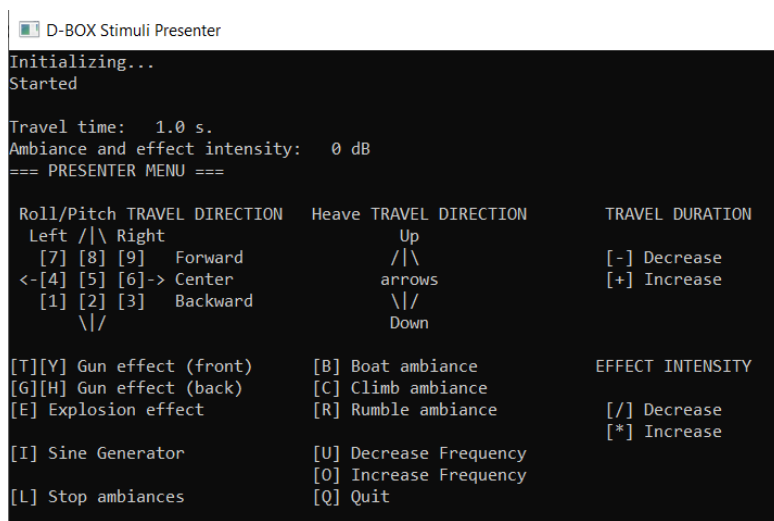 D-BOX Stimuli Presenter
Initializing...
Started
Travel time:   1.0 s.
Ambiance and effect intensity:   0 dB
=== PRESENTER MENU ===
 Roll/Pitch TRAVEL DIRECTION   Heave TRAVEL DIRECTION        TRAVEL DURATION
  Left /|\ Right                        Up
   [7] [8] [9]   Forward               /|\                   [-] Decrease
 <-[4] [5] [6]-> Center               arrows                 [+] Increase
   [1] [2] [3]   Backward              \|/
       \|/                             Down
[T][Y] Gun effect (front)      [B] Boat ambiance            EFFECT INTENSITY
[G][H] Gun effect (back)       [C] Climb ambiance
[E] Explosion effect           [R] Rumble ambiance           [/] Decrease
                                                             [*] Increase
[I] Sine Generator             [U] Decrease Frequency
                               [O] Increase Frequency
[L] Stop ambiances             [Q] Quit